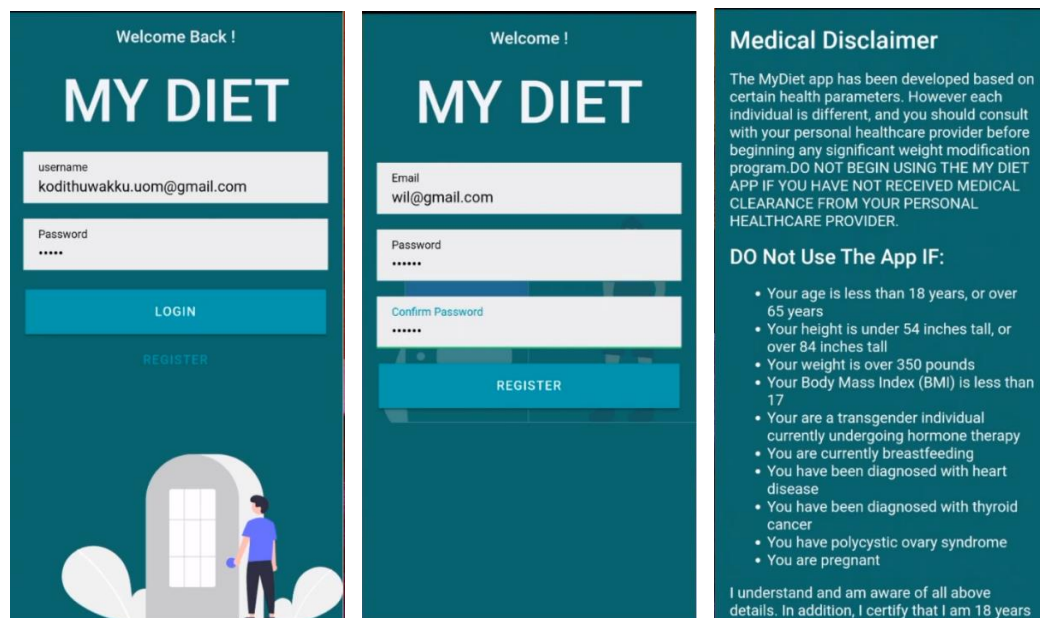 Welcome Back !
MY DIET
username
kodithuwakku.uom@gmail.com
Password
•••••
LOGIN
REGISTER
Welcome !
MY DIET
Email
wil@gmail.com
Password
••••••
Confirm Password
••••••
REGISTER
Medical Disclaimer
The MyDiet app has been developed based on
certain health parameters. However each
individual is different, and you should consult
with your personal healthcare provider before
beginning any significant weight modification
program.DO NOT BEGIN USING THE MY DIET
APP IF YOU HAVE NOT RECEIVED MEDICAL
CLEARANCE FROM YOUR PERSONAL
HEALTHCARE PROVIDER.
DO Not Use The App IF:
• Your age is less than 18 years, or over
65 years
• Your height is under 54 inches tall, or
over 84 inches tall
• Your weight is over 350 pounds
• Your Body Mass Index (BMI) is less than
17
• Your are a transgender individual
currently undergoing hormone therapy
• You are currently breastfeeding
• You have been diagnosed with heart
disease
• You have been diagnosed with thyroid
cancer
• You have polycystic ovary syndrome
• You are pregnant
I understand and am aware of all above
details. In addition, I certify that I am 18 years